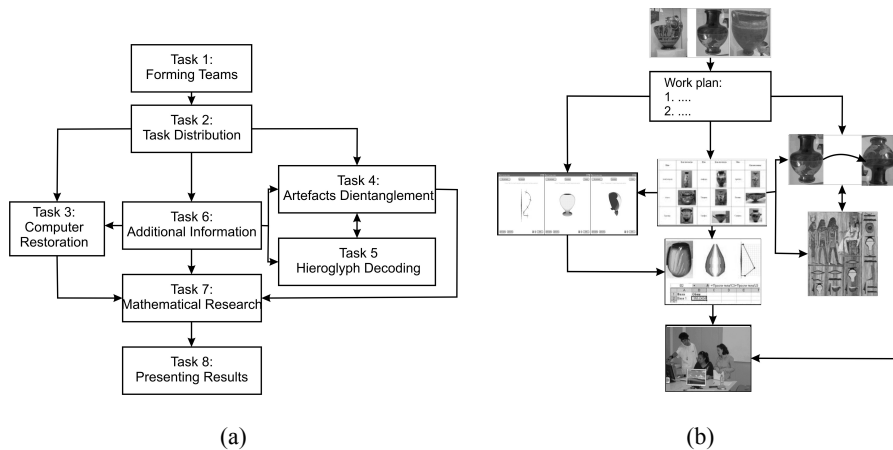 Task 1:
Forming Teams
Task 2:
Task Distribution
Task 4:
Artefacts Dientanglement
Task 3:
Computer
Restoration
Task 6:
Additional Information
Task 5
Hieroglyph Decoding
Task 7:
Mathematical Research
Task 8:
Presenting Results
(a)
Work plan:
1. ....
2. ....
(b)